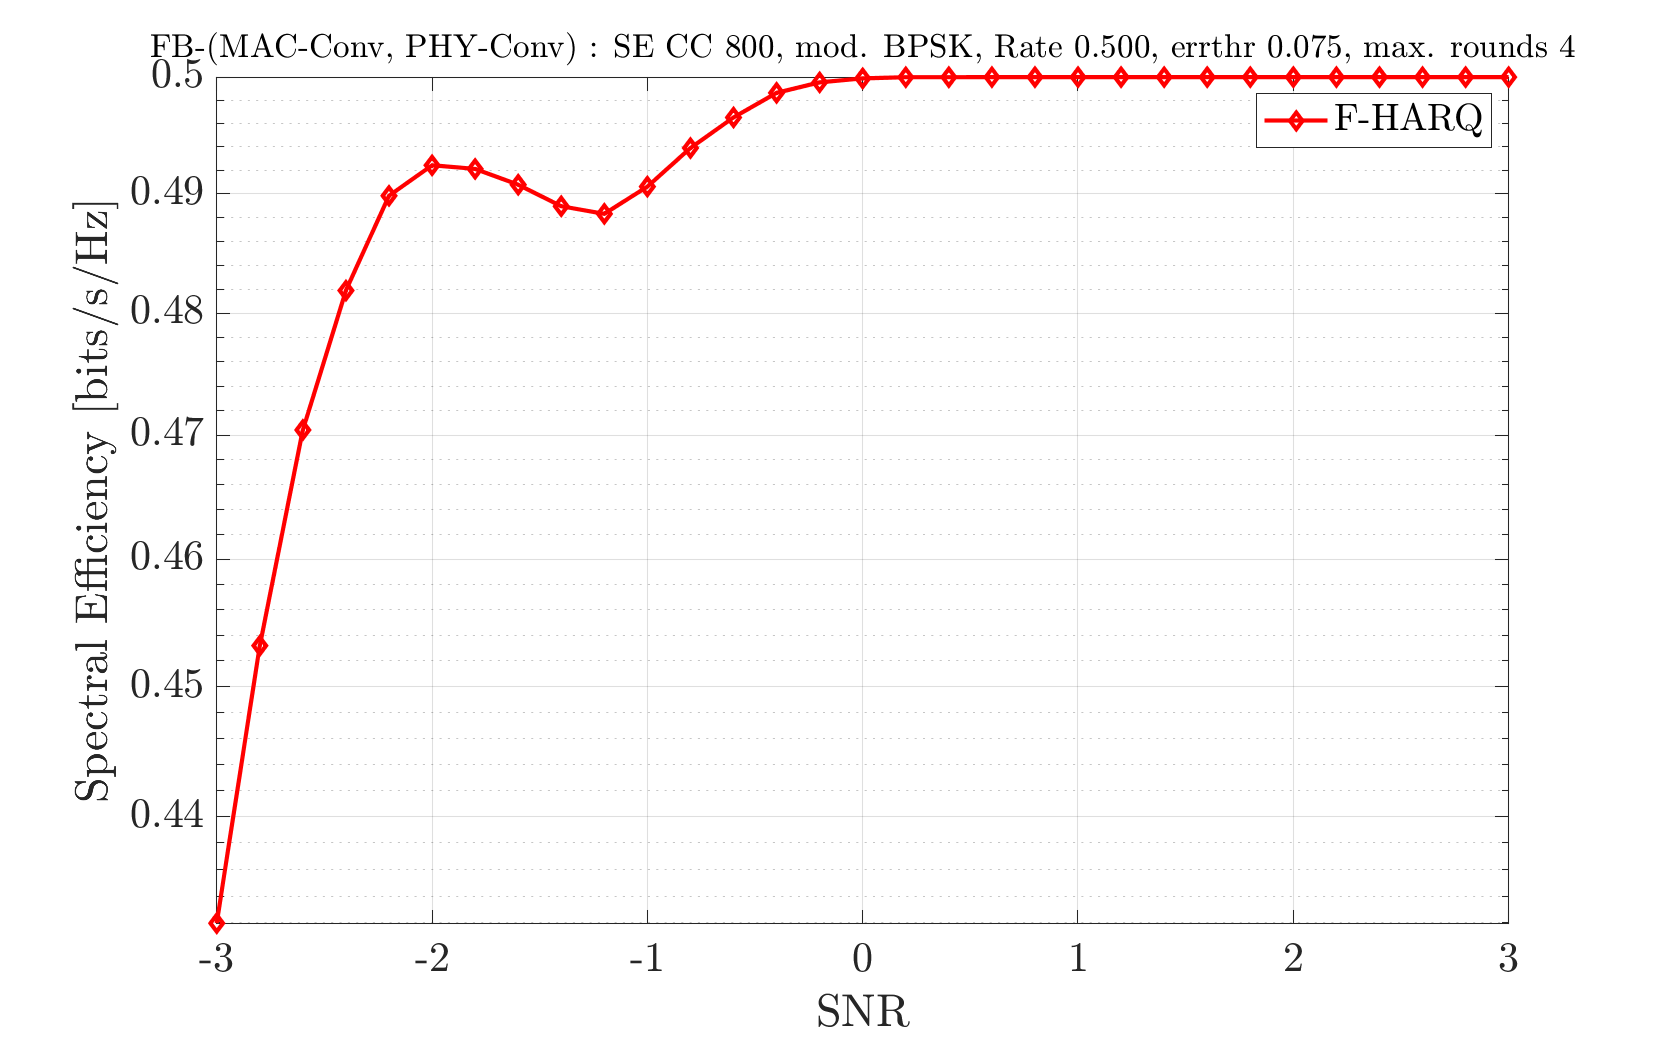 FB-(MAC-Conv, PHY-Conv) : SE CC 800, mod. BPSK, Rate 0.500, errthr 0.075, max. rounds 4
0.5
F-HARQ
0.49
0.48
0.47
0.46
0.45
0.44
Spectral Efficiency [bits/s/Hz]
-3 -2 -1 0 1 2 3
SNR